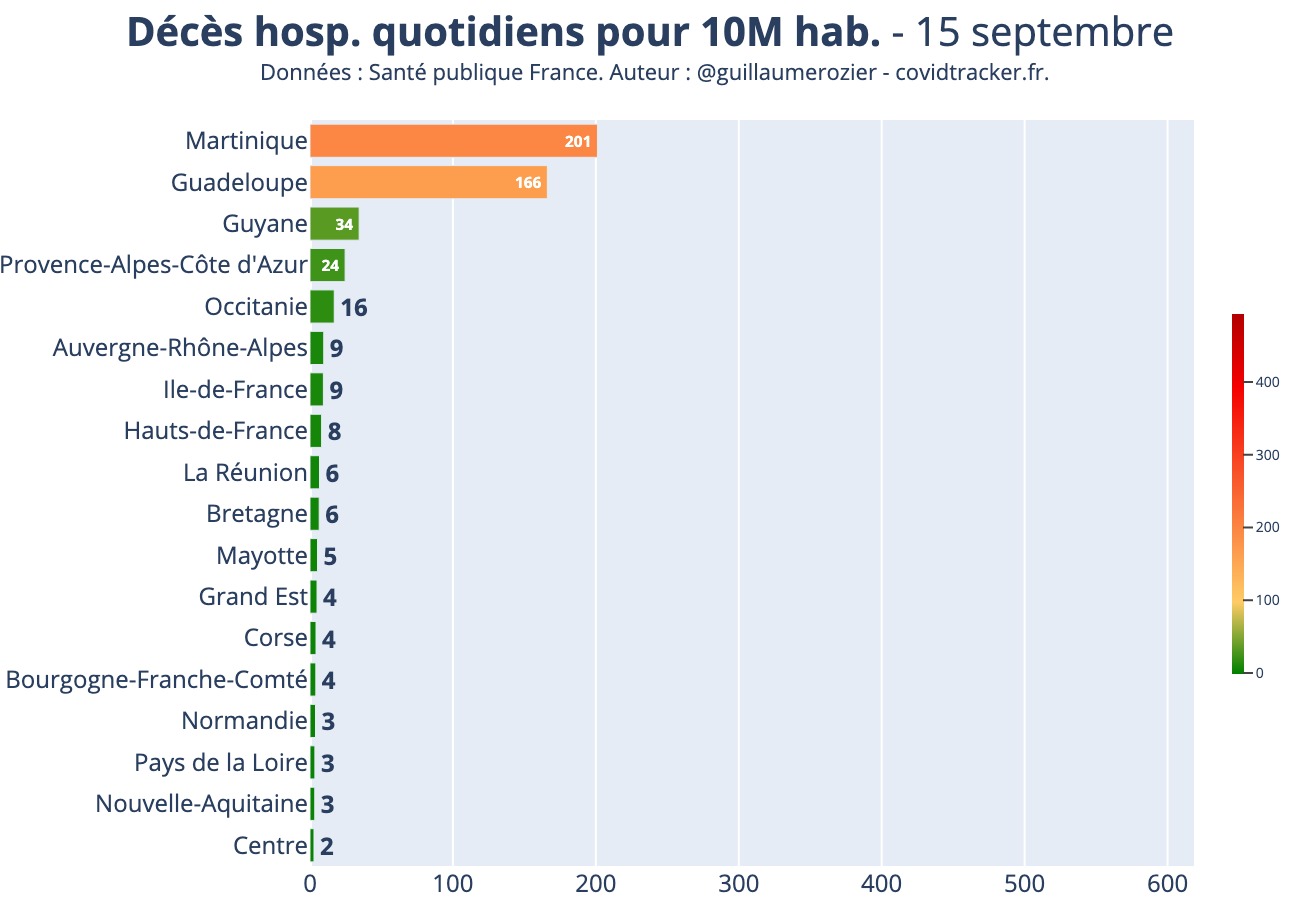 Décès hosp. quotidiens pour 10M hab. - 15 septembre
Données : Santé publique France. Auteur : @guillaumerozier - covidtracker.fr.
Martinique 201
Guadeloupe 166
Guyane 34
Provence-Alpes-Côte d'Azur 24
Occitanie 16
Auvergne-Rhône-Alpes 9
Ile-de-France 9
Hauts-de-France 8
La Réunion 6
Bretagne 6
Mayotte 5
Grand Est 4
Corse 4
Bourgogne-Franche-Comté 4
Normandie 3
Pays de la Loire 3
Nouvelle-Aquitaine 3
Centre 2
0 100 200 300 400 500 600
400
300
200
100
0